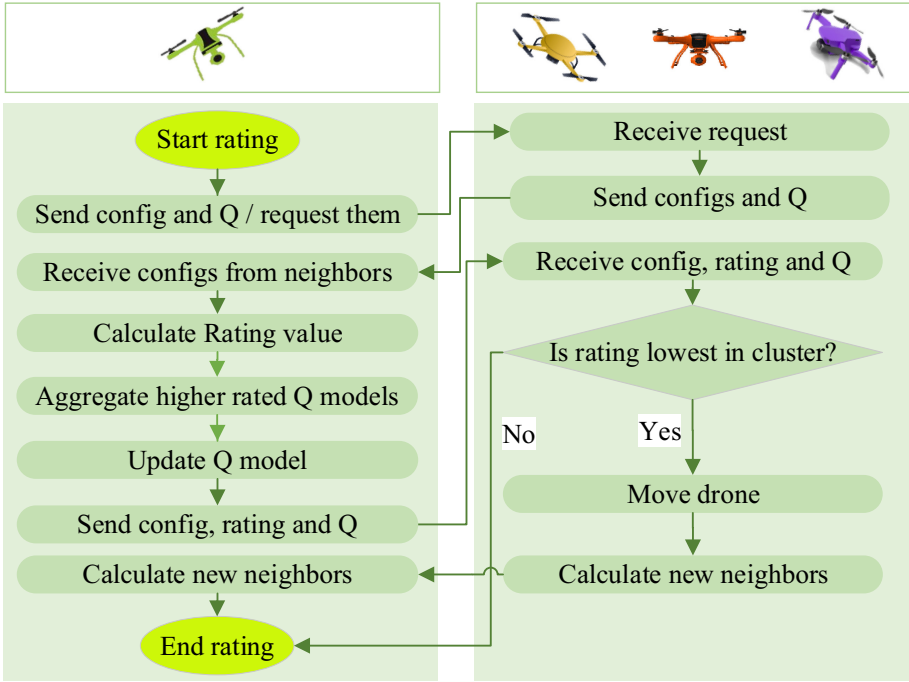 Start rating
Send config and Q / request them
Receive configs from neighbors
Calculate Rating value
Aggregate higher rated Q models
Update Q model
Send config, rating and Q
Calculate new neighbors
End rating
Receive request
Send configs and Q
Receive config, rating and Q
Is rating lowest in cluster?
No
Yes
Move drone
Calculate new neighbors